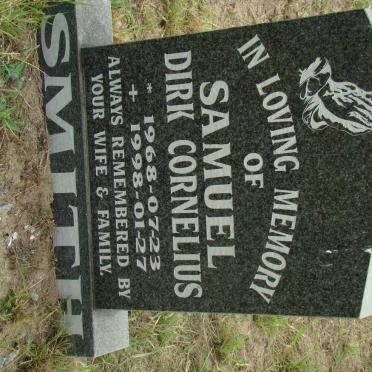 IN LOVING MEMORY
OF
SAMUEL
DIRK CORNELIUS
* 1968-07-23
+ 1998-01-27
ALWAYS REMEMBERED BY
YOUR WIFE & FAMILY.
SMITH